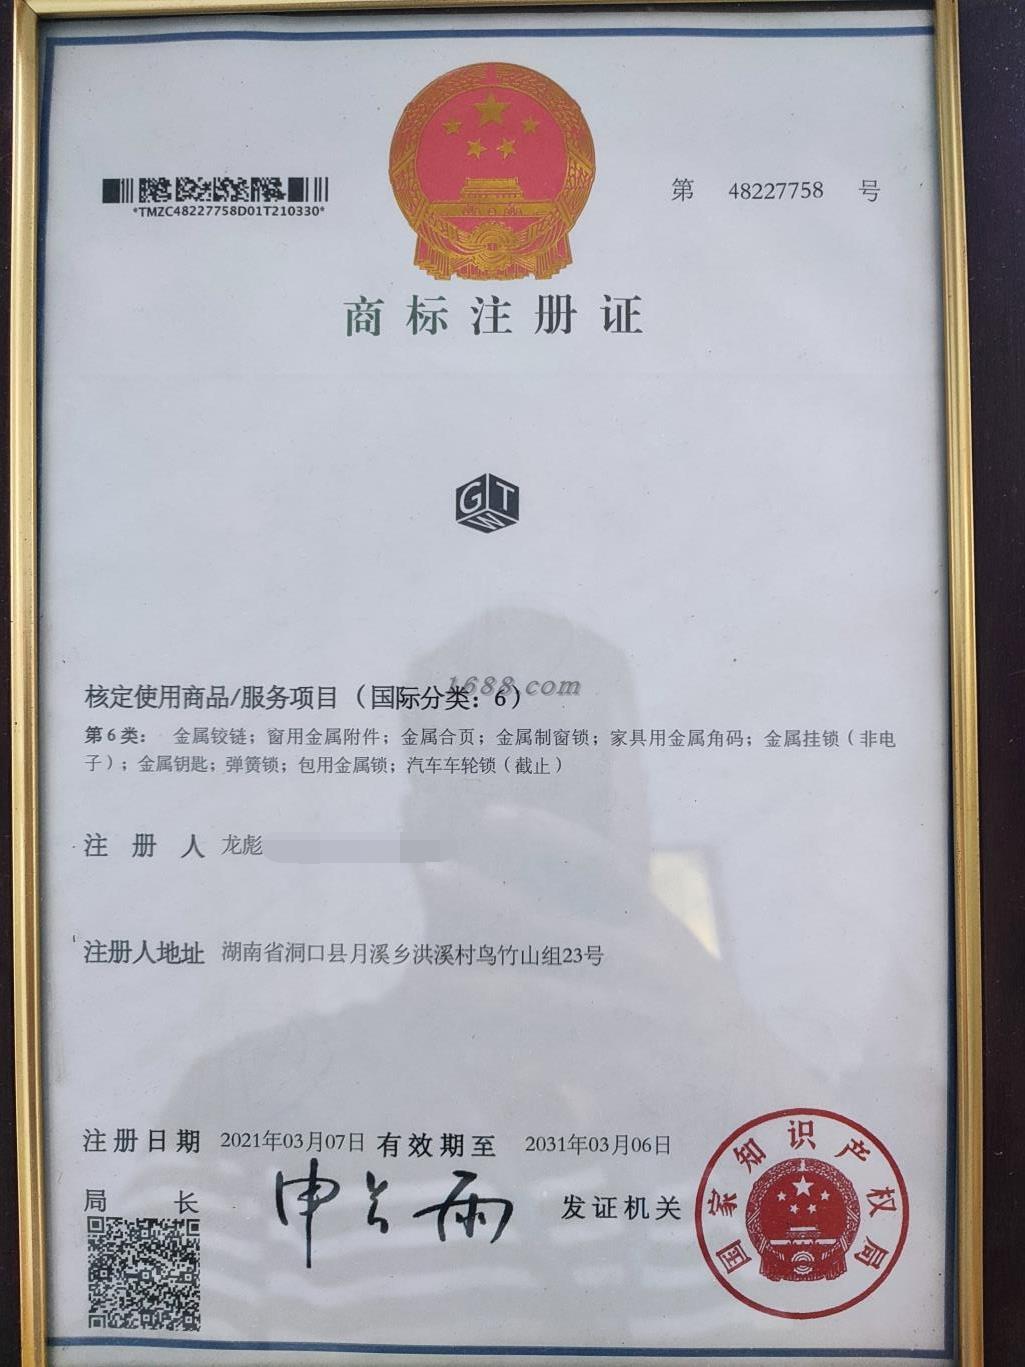 第 48227758 号
*TMZC48227758D01T210330*
商标注册证
G T
W
1688.com
核定使用商品/服务项目（国际分类：6）
第6类： 金属铰链；窗用金属附件；金属合页；金属制窗锁；家具用金属角码；金属挂锁（非电
子）；金属钥匙；弹簧锁；包用金属锁；汽车车轮锁（截止）
注 册 人 龙彪
注册人地址 湖南省洞口县月溪乡洪溪村鸟竹山组23号
注册日期 2021年03月07日 有效期至 2031年03月06日
局 长 申长雨 发证机关
国家知识产权局